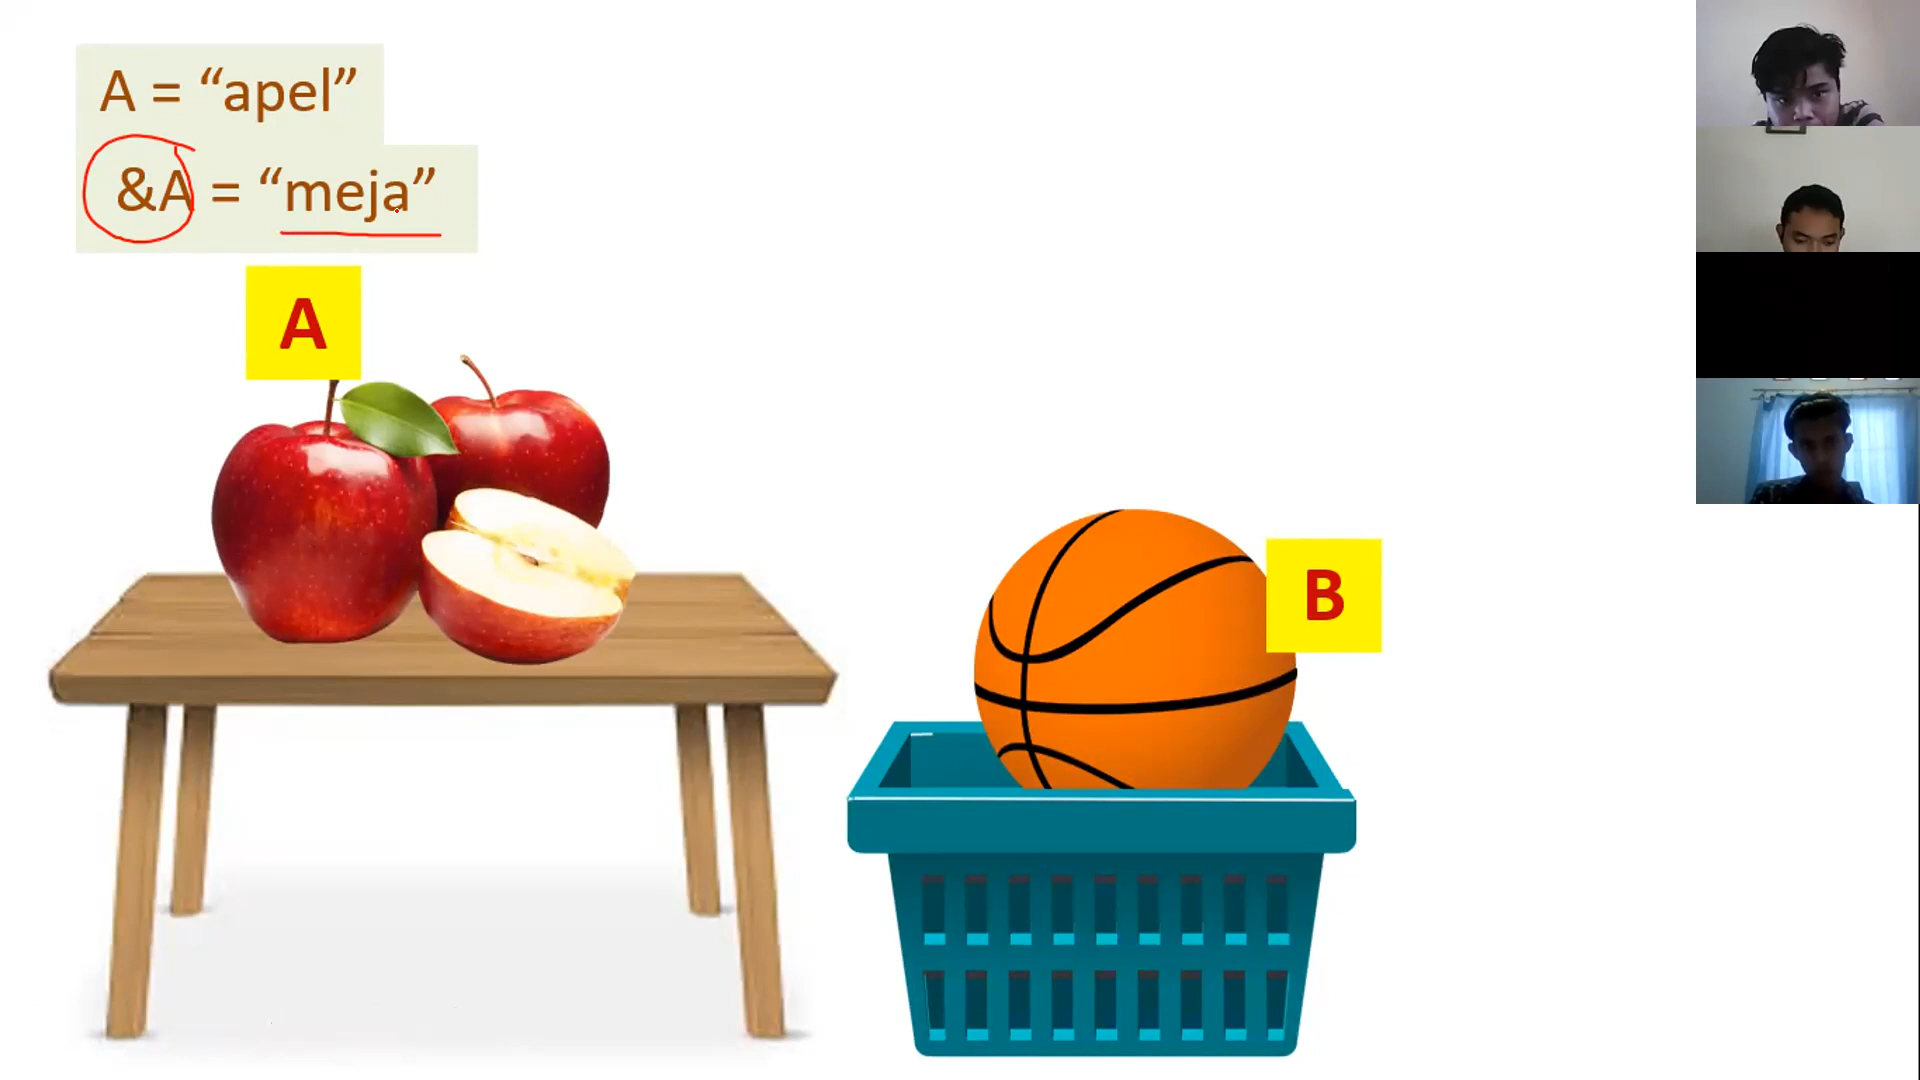 A = “apel”
&A = “meja”
A
B